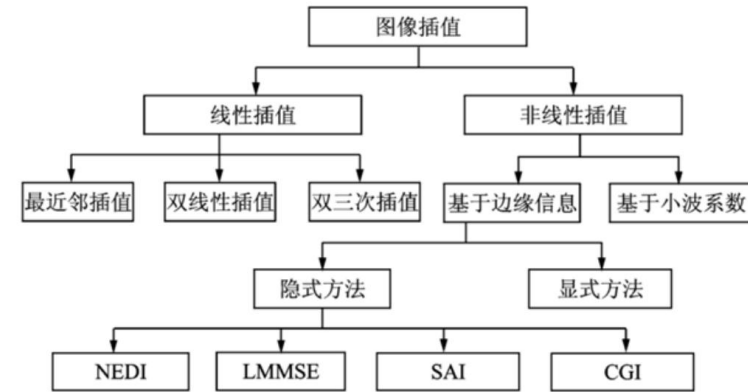 图像插值
线性插值
非线性插值
最近邻插值
双线性插值
双三次插值
基于边缘信息
基于小波系数
隐式方法
显式方法
NEDI
LMMSE
SAI
CGI